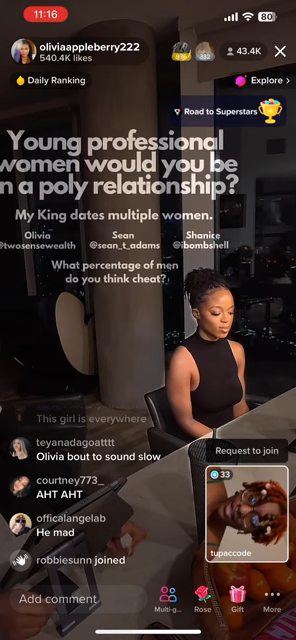 11:16
80
oliviaappleberry222
540.4K likes
43.4K
Daily Ranking
Explore >
Road to Superstars
Young professional
women would you be
n a poly relationship?
My King dates multiple women.
Olivia Sean Shanice
@twosensewealth @sean_t_adams @ibombshell
What percentage of men
do you think cheat?
This girl is everywhere
teyanadagoatttt
Olivia bout to sound slow
Request to join
courtney773_
AHT AHT
33
officalangelab
He mad
tupaccode
robbiesunn joined
Add comment
Multi-g...
Rose
Gift
More